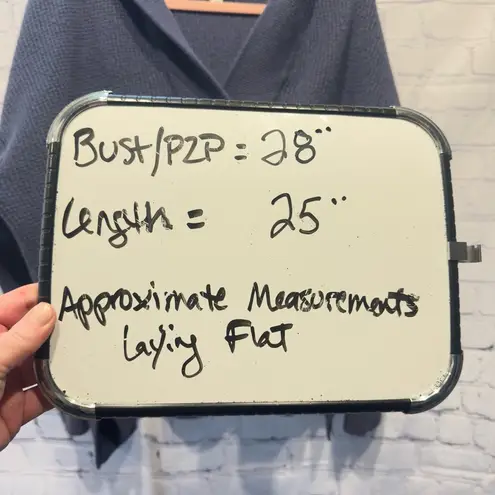 Bust/P2P = 28"
Length = 25"
Approximate Measurements
Laying Flat